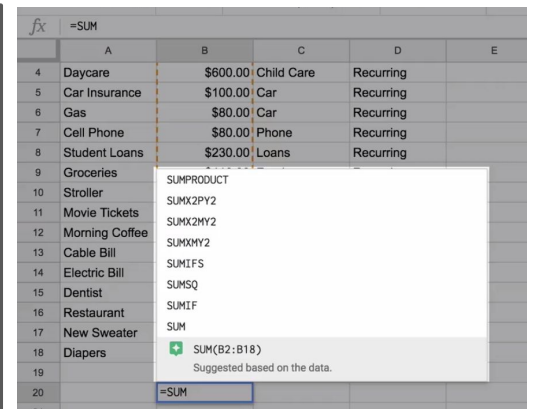 fx =SUM
A B C D E
4 Daycare $600.00 Child Care Recurring
5 Car Insurance $100.00 Car Recurring
6 Gas $80.00 Car Recurring
7 Cell Phone $80.00 Phone Recurring
8 Student Loans $230.00 Loans Recurring
9 Groceries
10 Stroller
11 Movie Tickets
12 Morning Coffee
13 Cable Bill
14 Electric Bill
15 Dentist
16 Restaurant
17 New Sweater
18 Diapers
19
20 =SUM
SUMPRODUCT
SUMX2PY2
SUMX2MY2
SUMXMY2
SUMIFS
SUMSQ
SUMIF
SUM
SUM(B2:B18)
Suggested based on the data.